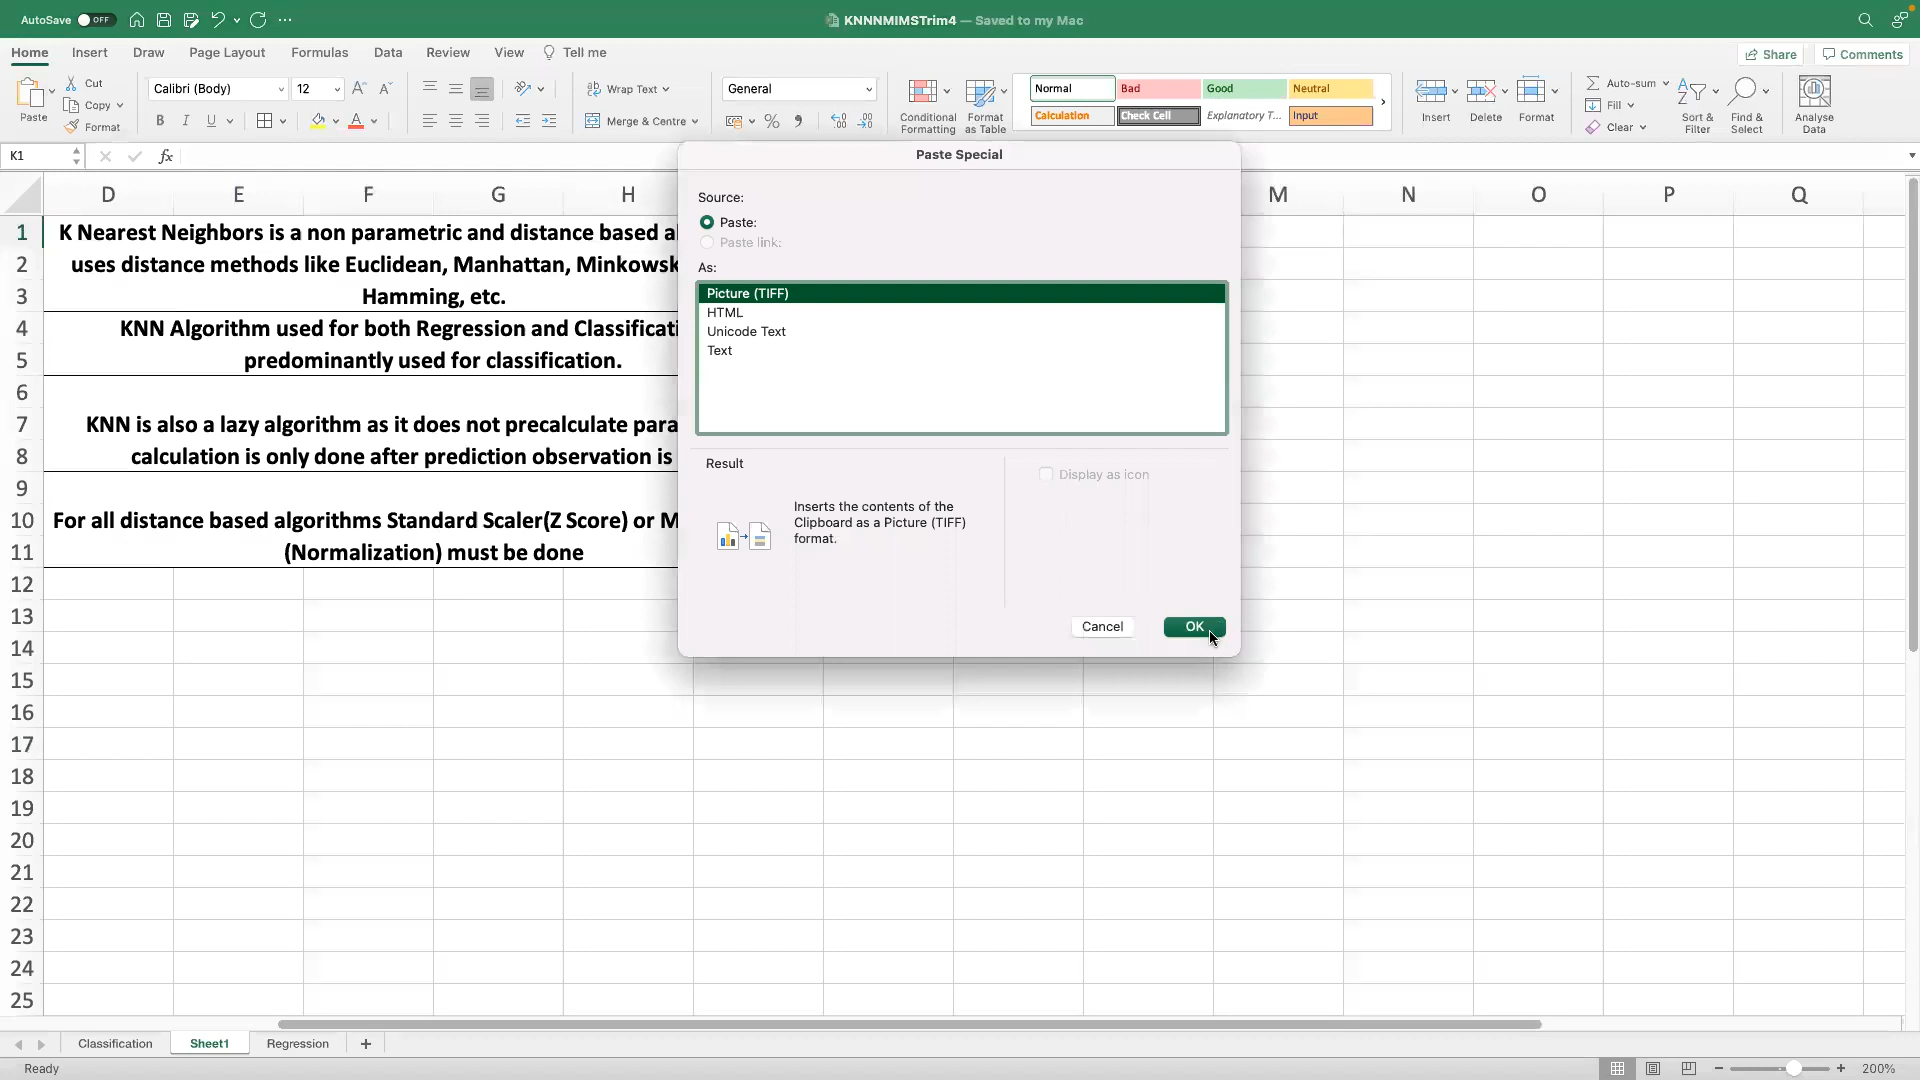 AutoSave OFF
KNNNMIMSTrim4 — Saved to my Mac
Home Insert Draw Page Layout Formulas Data Review View Tell me
Share Comments
Paste
Cut
Copy
Format
Calibri (Body) 12
B I U
Wrap Text
Merge & Centre
General
Conditional Formatting
Format as Table
Normal Bad Good Neutral
Calculation Check Cell Explanatory T... Input
Insert Delete Format
Auto-sum
Fill
Clear
Sort & Filter
Find & Select
Analyse Data
K1
fx
D E F G H M N O P Q
1 K Nearest Neighbors is a non parametric and distance based al
2 uses distance methods like Euclidean, Manhattan, Minkowsk
3 Hamming, etc.
4 KNN Algorithm used for both Regression and Classificati
5 predominantly used for classification.
6
7 KNN is also a lazy algorithm as it does not precalculate para
8 calculation is only done after prediction observation is
9
10 For all distance based algorithms Standard Scaler(Z Score) or M
11 (Normalization) must be done
12
13
14
15
16
17
18
19
20
21
22
23
24
25
Paste Special
Source:
Paste:
Paste link:
As:
Picture (TIFF)
HTML
Unicode Text
Text
Result
Display as icon
Inserts the contents of the
Clipboard as a Picture (TIFF)
format.
Cancel OK
Classification Sheet1 Regression +
Ready
200%